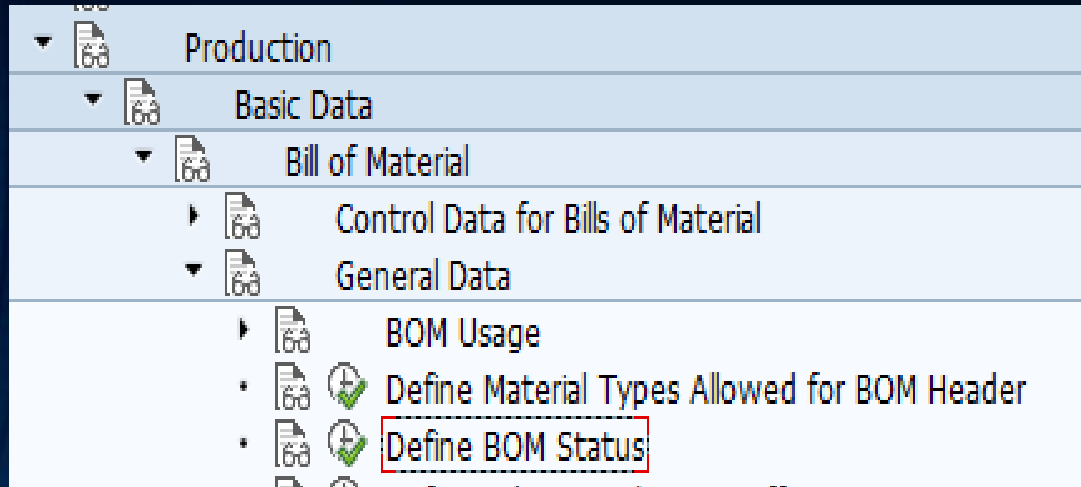 Production
Basic Data
Bill of Material
Control Data for Bills of Material
General Data
BOM Usage
Define Material Types Allowed for BOM Header
Define BOM Status